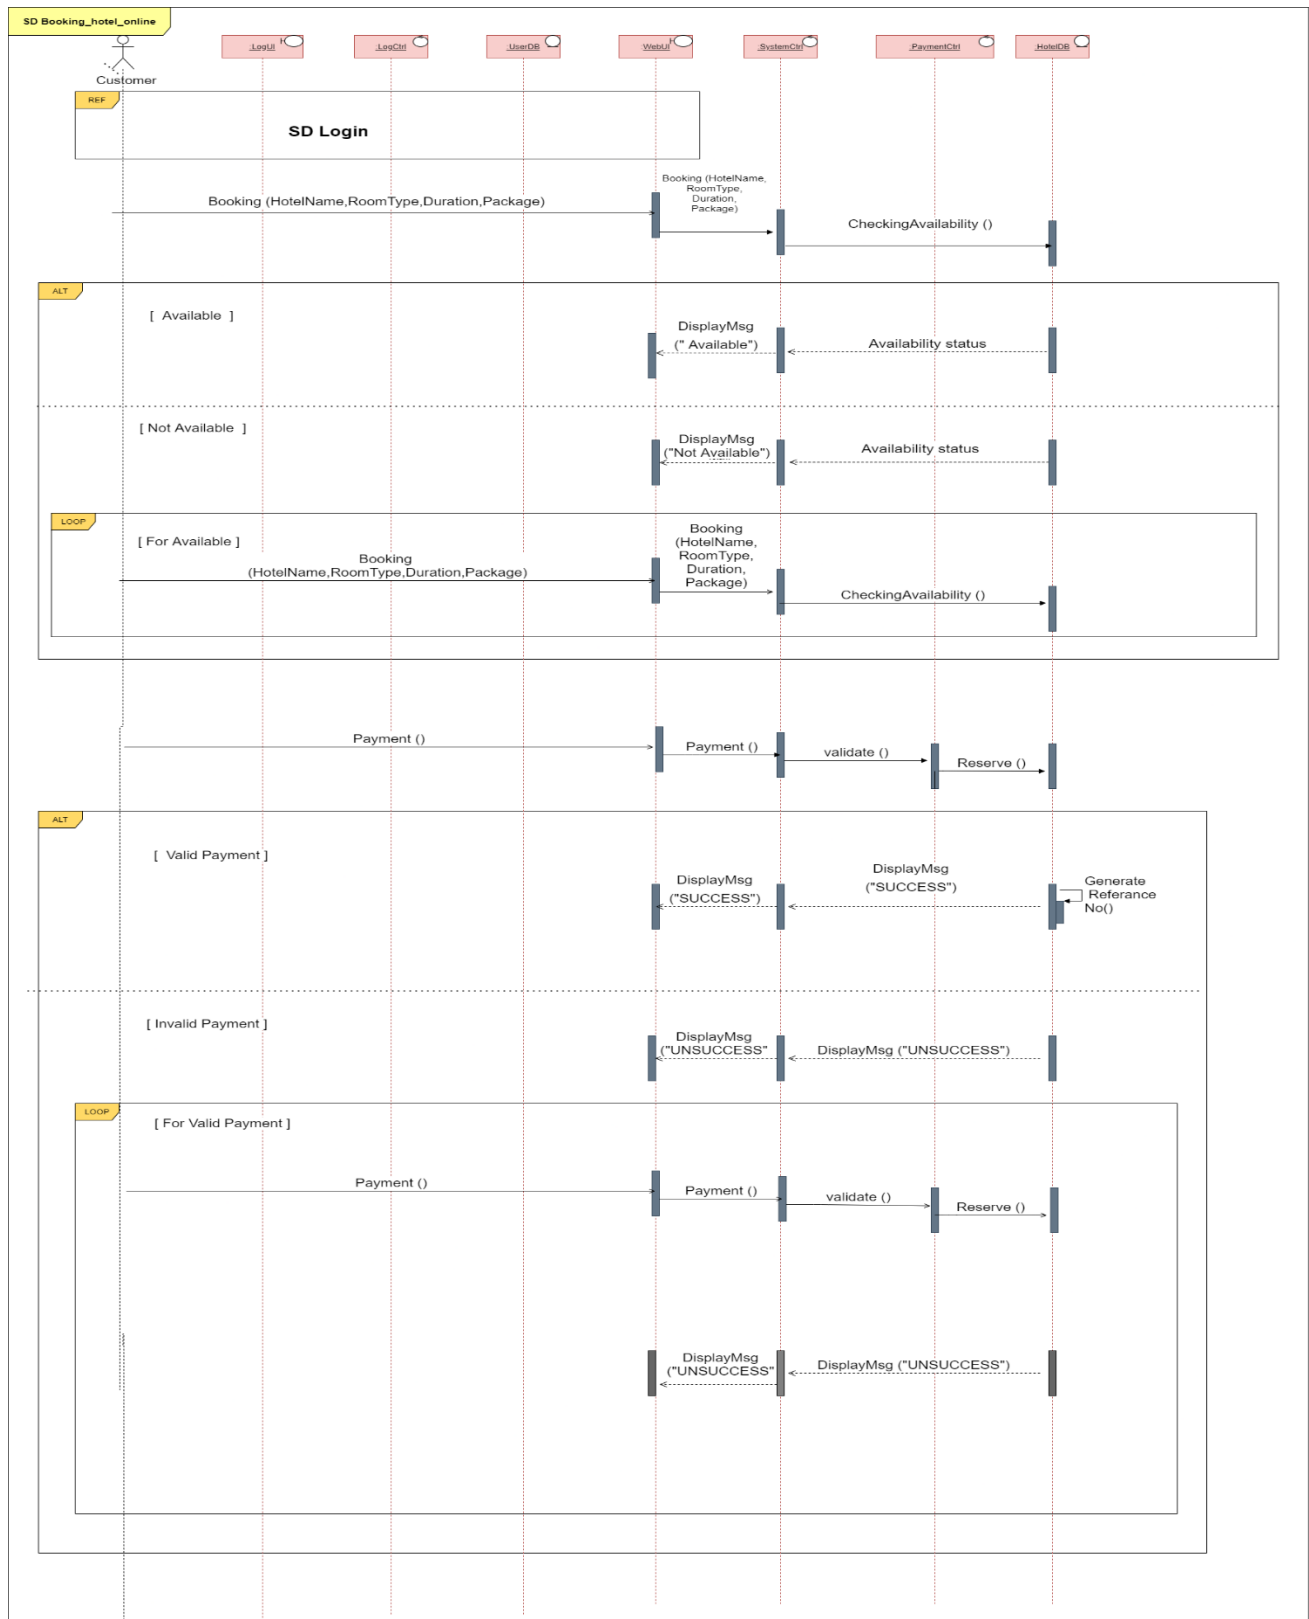 SD Booking_hotel_online
:LogUI
:LogCtrl
:UserDB
:WebUI
:SystemCtrl
:PaymentCtrl
:HotelDB
Customer
REF
SD Login
Booking (HotelName,RoomType,Duration,Package)
Booking (HotelName,
RoomType,
Duration,
Package)
CheckingAvailability ()
ALT
[ Available ]
DisplayMsg
(" Available")
Availability status
[ Not Available ]
DisplayMsg
("Not Available")
Availability status
LOOP
[ For Available ]
Booking
(HotelName,RoomType,Duration,Package)
Booking
(HotelName,
RoomType,
Duration,
Package)
CheckingAvailability ()
Payment ()
Payment ()
validate ()
Reserve ()
ALT
[ Valid Payment ]
DisplayMsg
("SUCCESS")
DisplayMsg
("SUCCESS")
Generate
Referance
No()
[ Invalid Payment ]
DisplayMsg
("UNSUCCESS"
DisplayMsg ("UNSUCCESS")
LOOP
[ For Valid Payment ]
Payment ()
Payment ()
validate ()
Reserve ()
DisplayMsg
("UNSUCCESS"
DisplayMsg ("UNSUCCESS")